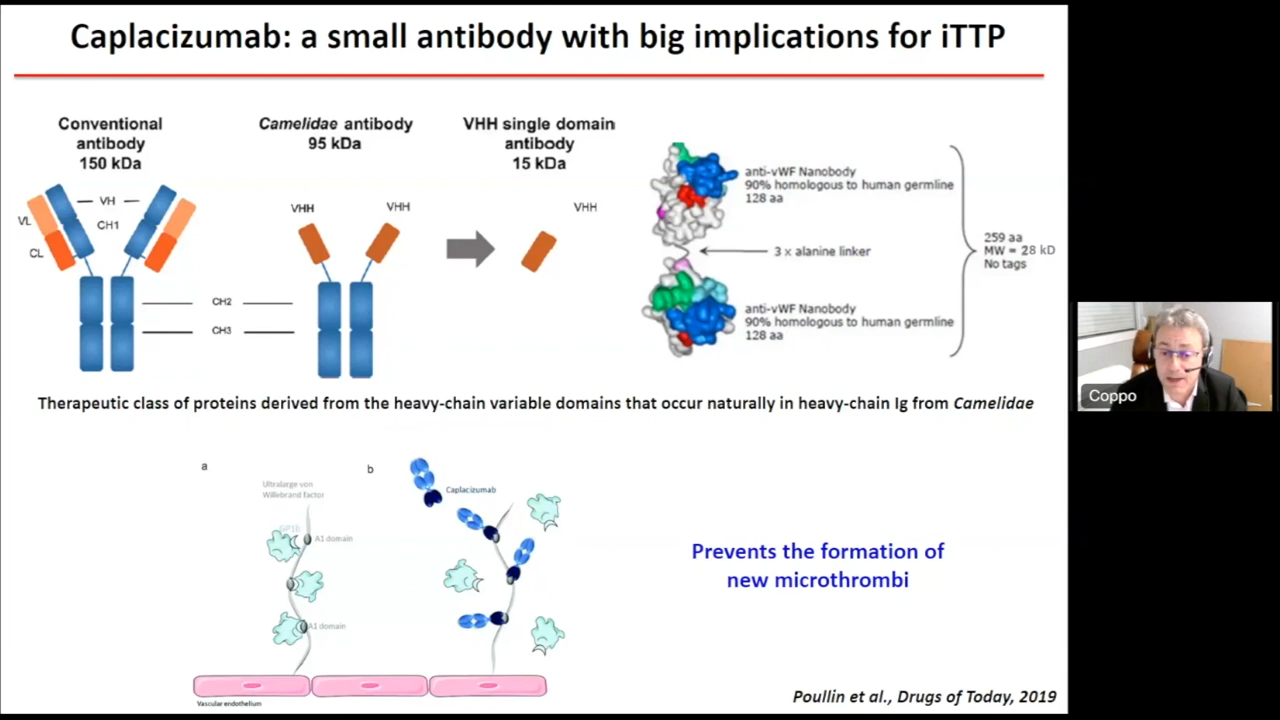 Caplacizumab: a small antibody with big implications for iTTP
Conventional
antibody
150 kDa
Camelidae antibody
95 kDa
VHH single domain
antibody
15 kDa
VH
VL
CH1
CL
VHH
VHH
VHH
CH2
CH3
anti-vWF Nanobody
90% homologous to human germline
128 aa
3 x alanine linker
anti-vWF Nanobody
90% homologous to human germline
128 aa
259 aa
MW = 28 kD
No tags
Coppo
Therapeutic class of proteins derived from the heavy-chain variable domains that occur naturally in heavy-chain Ig from Camelidae
a
Ultralarge von
Willebrand factor
GP1b
A1 domain
A1 domain
b
Caplacizumab
Vascular endothelium
Prevents the formation of
new microthrombi
Poullin et al., Drugs of Today, 2019